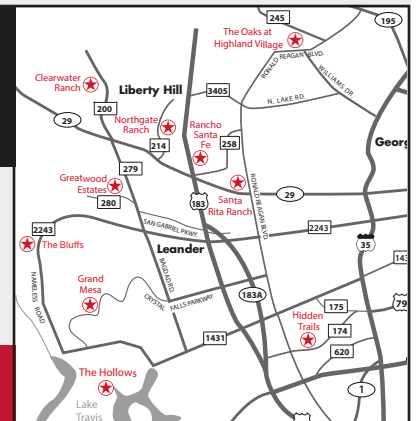 245
195
The Oaks at
Highland Village
RONALD REAGAN BLVD.
WILLIAMS DR.
Clearwater
Ranch
Liberty Hill
3405
N. LAKE RD.
200
29
Northgate
Ranch
214
Rancho
Santa
Fe
258
Georg
279
Greatwood
Estates
280
183
Santa
Rita Ranch
29
RONALD REAGAN BLVD.
2243
SAN GABRIEL PKWY.
2243
The Bluffs
Leander
35
143
NAMELESS ROAD
BAGDAD RD.
Grand
Mesa
CRYSTAL FALLS PARKWAY
183A
175
79
Hidden
Trails
174
1431
620
The Hollows
1
Lake
Travis